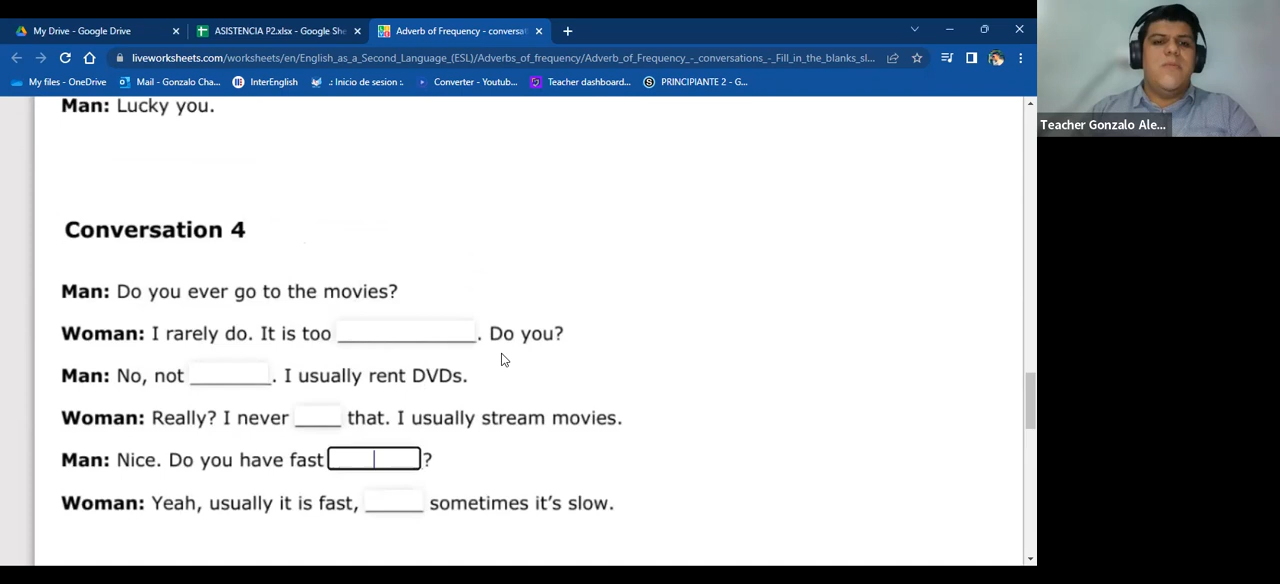 My Drive - Google Drive
ASISTENCIA P2.xlsx - Google She
Adverb of Frequency - conversat
liveworksheets.com/worksheets/en/English_as_a_Second_Language_(ESL)/Adverbs_of_frequency/Adverb_of_Frequency_-_conversations_-_Fill_in_the_blanks_sl...
My files - OneDrive
Mail - Gonzalo Cha...
InterEnglish
.: Inicio de sesion :.
Converter - Youtub...
Teacher dashboard...
PRINCIPIANTE 2 - G...
Man: Lucky you.
Conversation 4
Man: Do you ever go to the movies?
Woman: I rarely do. It is too . Do you?
Man: No, not . I usually rent DVDs.
Woman: Really? I never that. I usually stream movies.
Man: Nice. Do you have fast ?
Woman: Yeah, usually it is fast, sometimes it’s slow.
Teacher Gonzalo Ale...